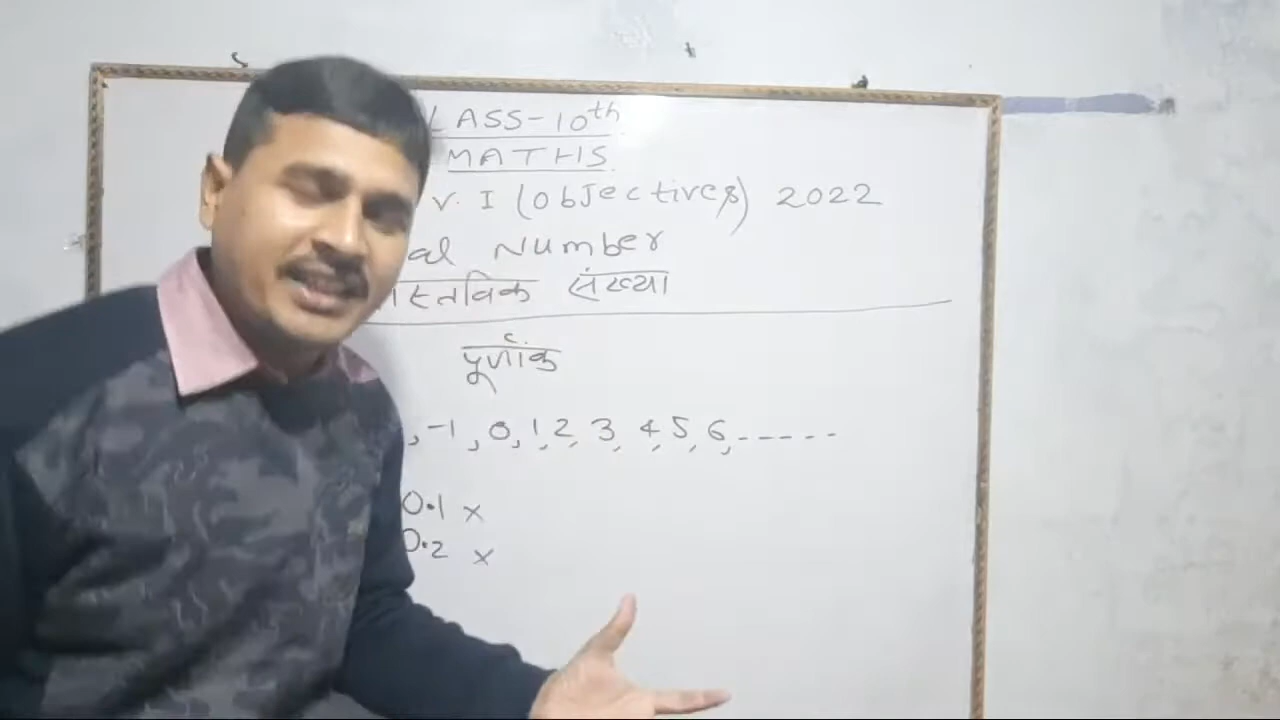 LASS-10th
MATHS
V. I (Objectives) 2022
al Number
स्तविक संख्या
पूर्णांक
, -1, 0, 1, 2, 3, 4, 5, 6, -----
0.1 ×
0.2 ×